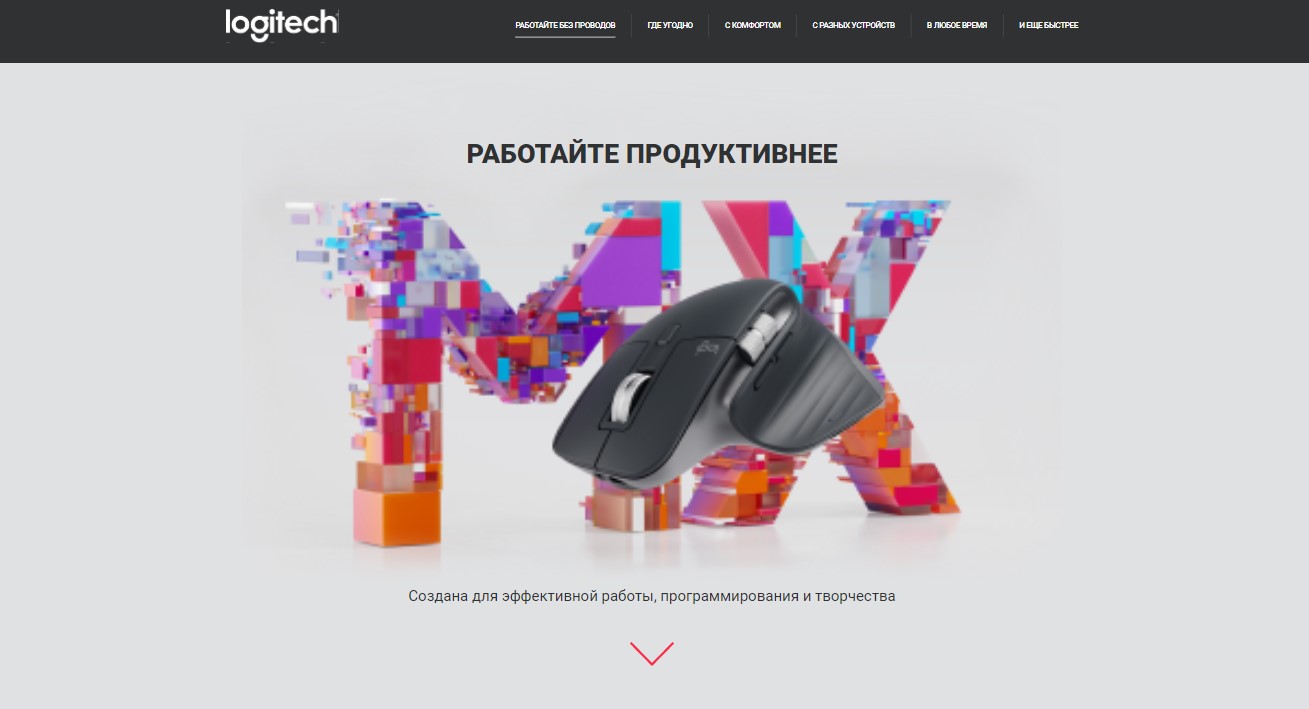 logitech
РАБОТАЙТЕ БЕЗ ПРОВОДОВ
ГДЕ УГОДНО
С КОМФОРТОМ
С РАЗНЫХ УСТРОЙСТВ
В ЛЮБОЕ ВРЕМЯ
И ЕЩЕ БЫСТРЕЕ
РАБОТАЙТЕ ПРОДУКТИВНЕЕ
MX
logi
Создана для эффективной работы, программирования и творчества